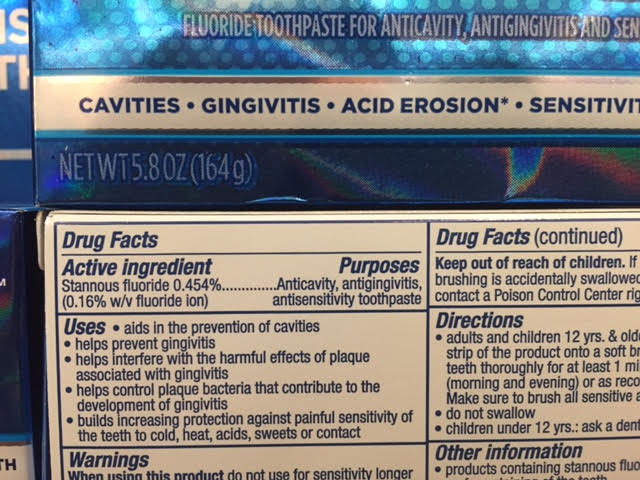 FLUORIDE TOOTHPASTE FOR ANTICAVITY, ANTIGINGIVITIS AND SEN
CAVITIES • GINGIVITIS • ACID EROSION* • SENSITIVIT
NET WT 5.8 OZ (164 g)
Drug Facts
Active ingredient Purposes
Stannous fluoride 0.454%..............Anticavity, antigingivitis,
(0.16% w/v fluoride ion) antisensitivity toothpaste
Uses • aids in the prevention of cavities
• helps prevent gingivitis
• helps interfere with the harmful effects of plaque
associated with gingivitis
• helps control plaque bacteria that contribute to the
development of gingivitis
• builds increasing protection against painful sensitivity of
the teeth to cold, heat, acids, sweets or contact
Warnings
When using this product do not use for sensitivity longer
Drug Facts (continued)
Keep out of reach of children. If
brushing is accidentally swallowed
contact a Poison Control Center rig
Directions
• adults and children 12 yrs. & olde
strip of the product onto a soft br
teeth thoroughly for at least 1 mi
(morning and evening) or as reco
Make sure to brush all sensitive a
• do not swallow
• children under 12 yrs.: ask a dent
Other information
• products containing stannous fluo
of the teeth
TH